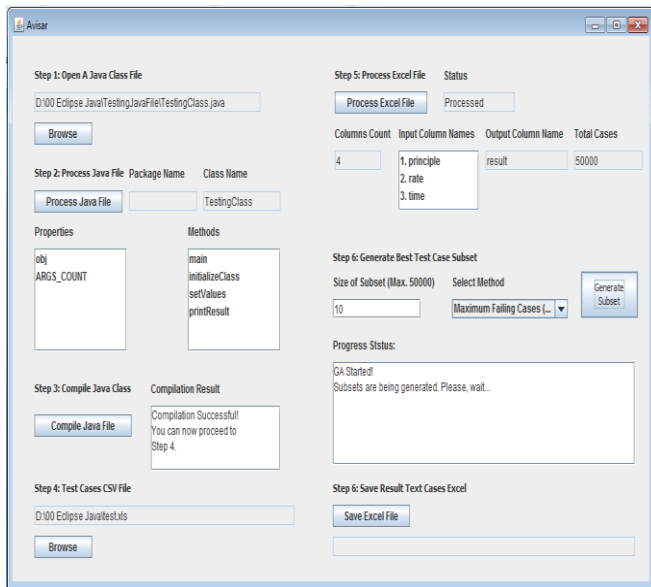 Avisar
Step 1: Open A Java Class File
D:\00 Eclipse Java\TestingJavaFile\TestingClass.java
Browse
Step 2: Process Java File Package Name Class Name
Process Java File TestingClass
Properties Methods
obj
ARGS_COUNT
main
initializeClass
setValues
printResult
Step 3: Compile Java Class Compilation Result
Compile Java File
Compilation Successful!
You can now proceed to
Step 4.
Step 4: Test Cases CSV File
D:\00 Eclipse Java\test.xls
Browse
Step 5: Process Excel File Status
Process Excel File Processed
Columns Count Input Column Names Output Column Name Total Cases
4
1. principle
2. rate
3. time
result
50000
Step 6: Generate Best Test Case Subset
Size of Subset (Max. 50000) Select Method
10 Maximum Failing Cases (...
Generate
Subset
Progress Ststus:
GA Started!
Subsets are being generated. Please, wait...
Step 6: Save Result Text Cases Excel
Save Excel File